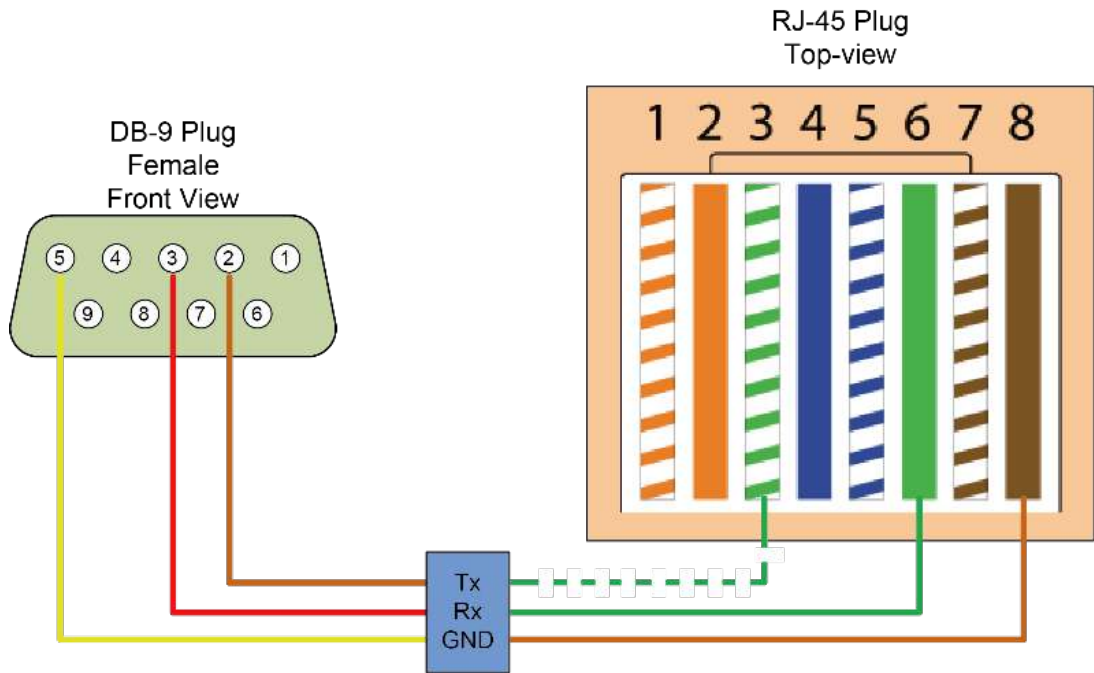 RJ-45 Plug
Top-view
1 2 3 4 5 6 7 8
DB-9 Plug
Female
Front View
5 4 3 2 1
9 8 7 6
Tx
Rx
GND